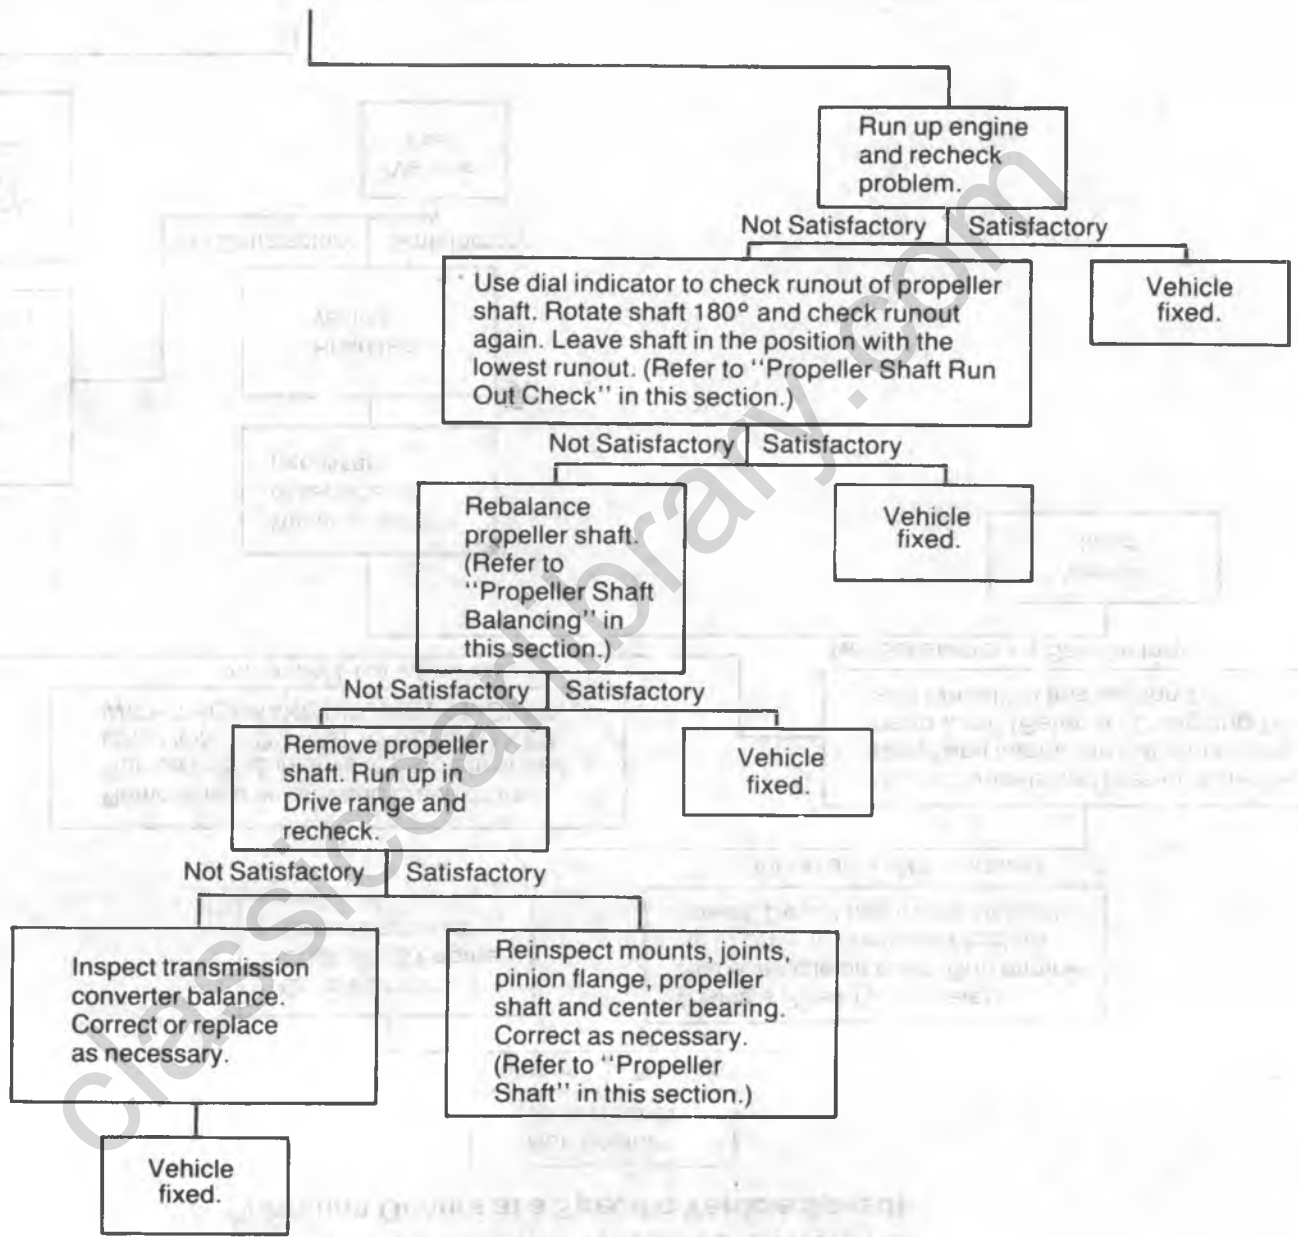 Run up engine
and recheck
problem.
Not Satisfactory
Satisfactory
Use dial indicator to check runout of propeller
shaft. Rotate shaft 180° and check runout
again. Leave shaft in the position with the
lowest runout. (Refer to "Propeller Shaft Run
Out Check" in this section.)
Vehicle
fixed.
Not Satisfactory
Satisfactory
Rebalance
propeller shaft.
(Refer to
"Propeller Shaft
Balancing" in
this section.)
Vehicle
fixed.
Not Satisfactory
Satisfactory
Remove propeller
shaft. Run up in
Drive range and
recheck.
Vehicle
fixed.
Not Satisfactory
Satisfactory
Inspect transmission
converter balance.
Correct or replace
as necessary.
Reinspect mounts, joints,
pinion flange, propeller
shaft and center bearing.
Correct as necessary.
(Refer to "Propeller
Shaft" in this section.)
Vehicle
fixed.
classiccarlibrary.com